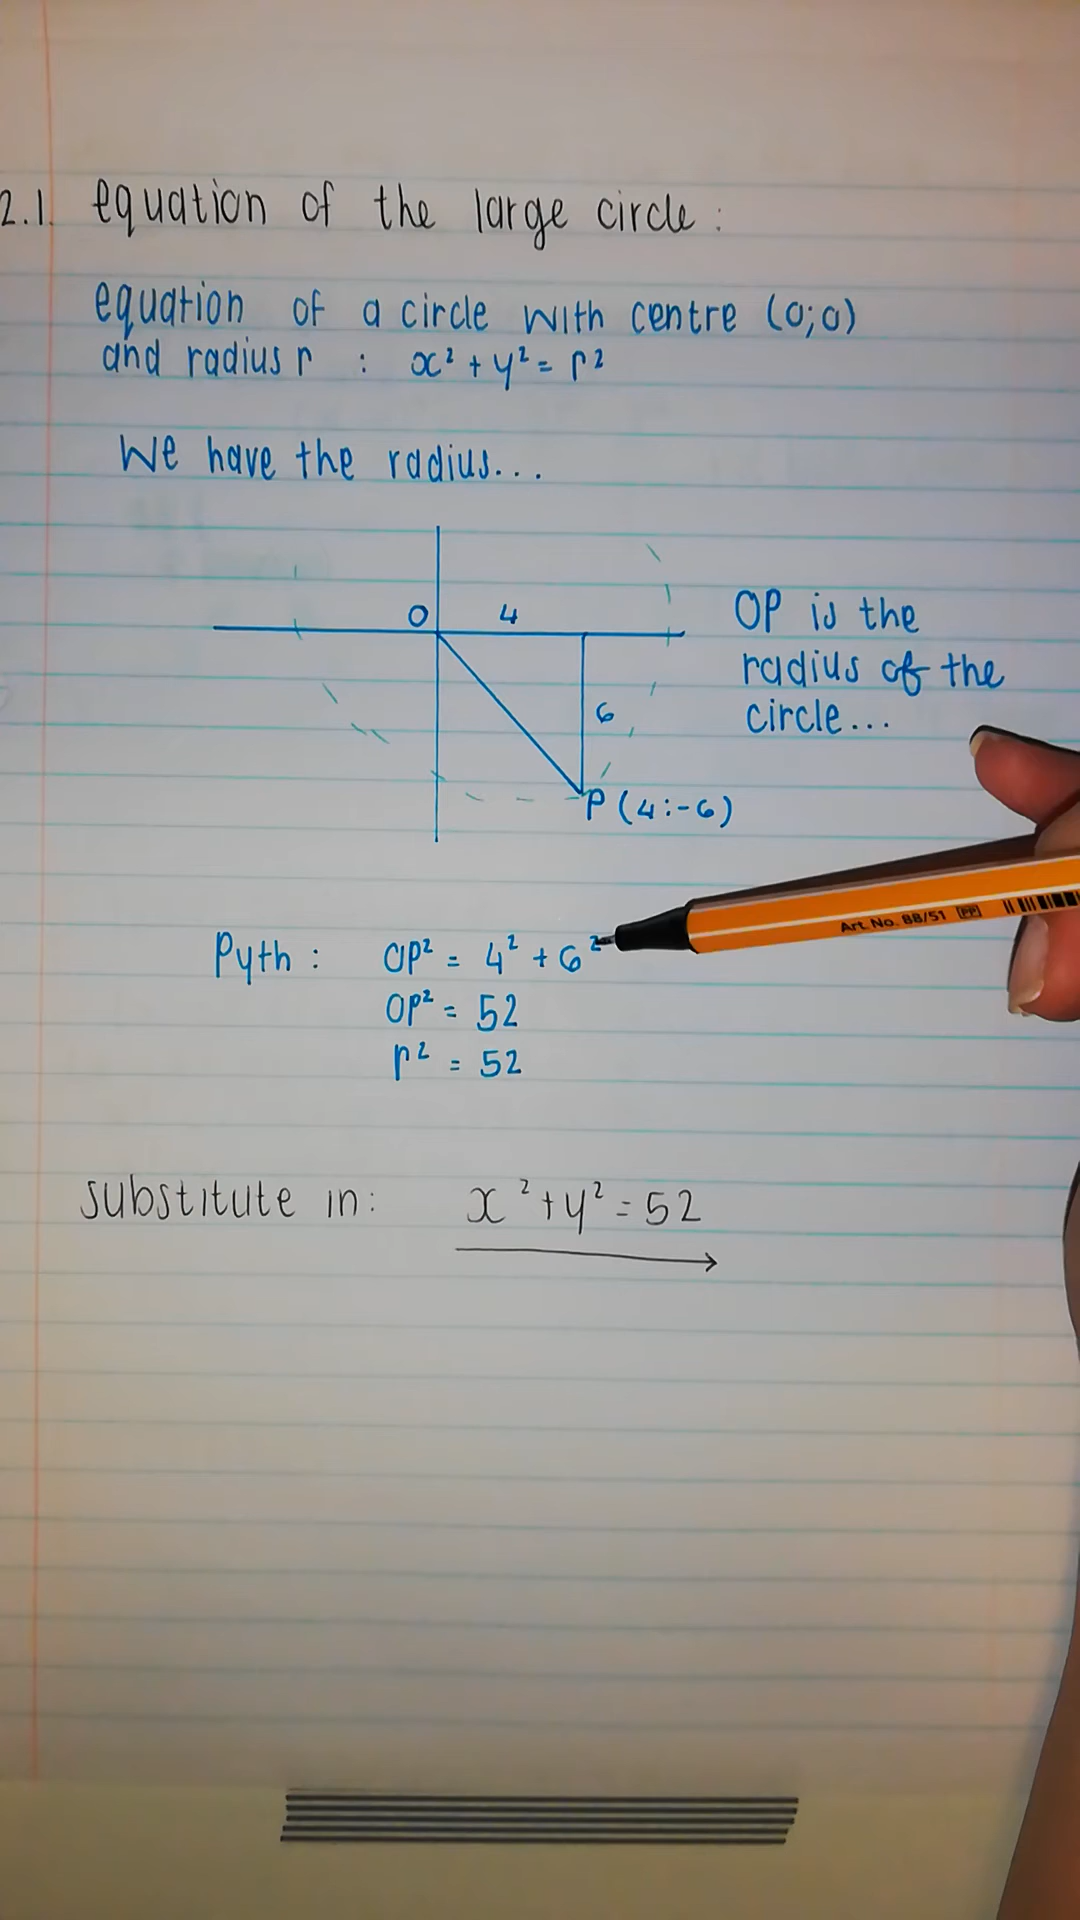 2.1. equation of the large circle :
equation of a circle with centre (0;0)
and radius r : x² + y² = r²
We have the radius...
O 4
OP is the
radius of the
circle...
6
P (4:-6)
Art. No. 88/51 PP
Pyth : OP² = 4² + 6²
OP² = 52
r² = 52
substitute in: x² + y² = 52